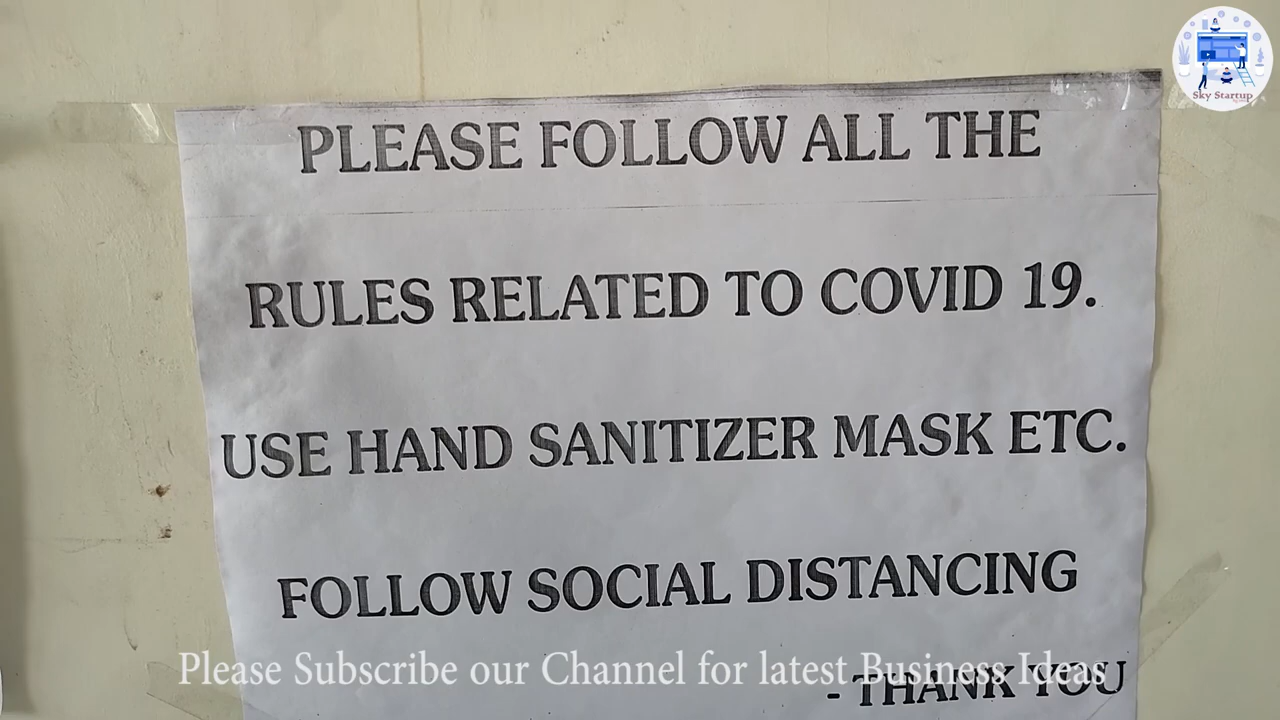 Sky Startup
PLEASE FOLLOW ALL THE
RULES RELATED TO COVID 19.
USE HAND SANITIZER MASK ETC.
FOLLOW SOCIAL DISTANCING
Please Subscribe our Channel for latest Business Ideas
- THANK YOU